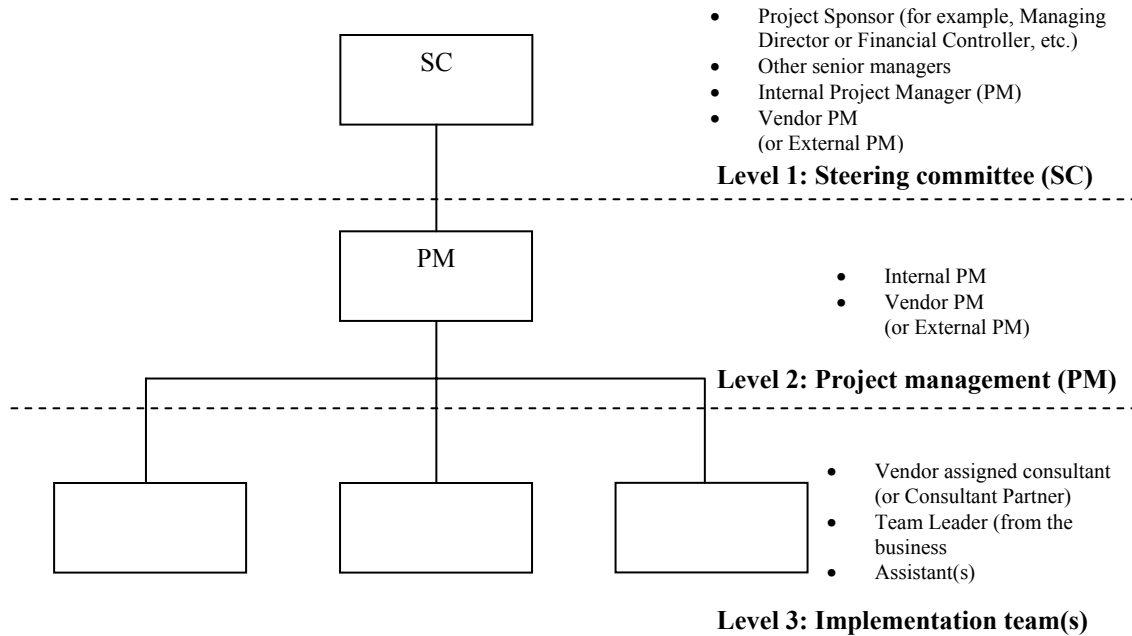 SC
• Project Sponsor (for example, Managing
Director or Financial Controller, etc.)
• Other senior managers
• Internal Project Manager (PM)
• Vendor PM
(or External PM)
Level 1: Steering committee (SC)
PM
• Internal PM
• Vendor PM
(or External PM)
Level 2: Project management (PM)
• Vendor assigned consultant
(or Consultant Partner)
• Team Leader (from the
business
• Assistant(s)
Level 3: Implementation team(s)